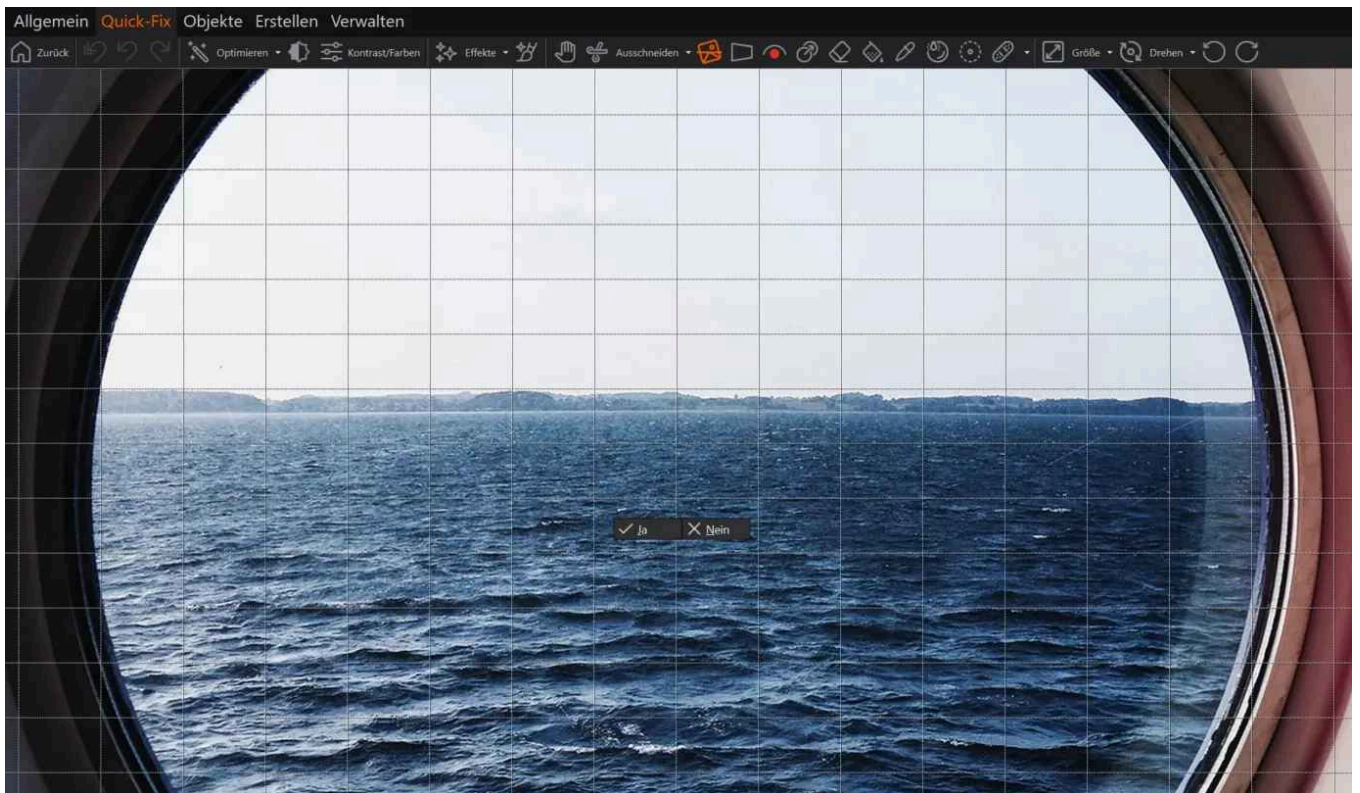 Allgemein Quick-Fix Objekte Erstellen Verwalten
Zurück Optimieren Kontrast/Farben Effekte Ausschneiden Größe Drehen
Ja Nein